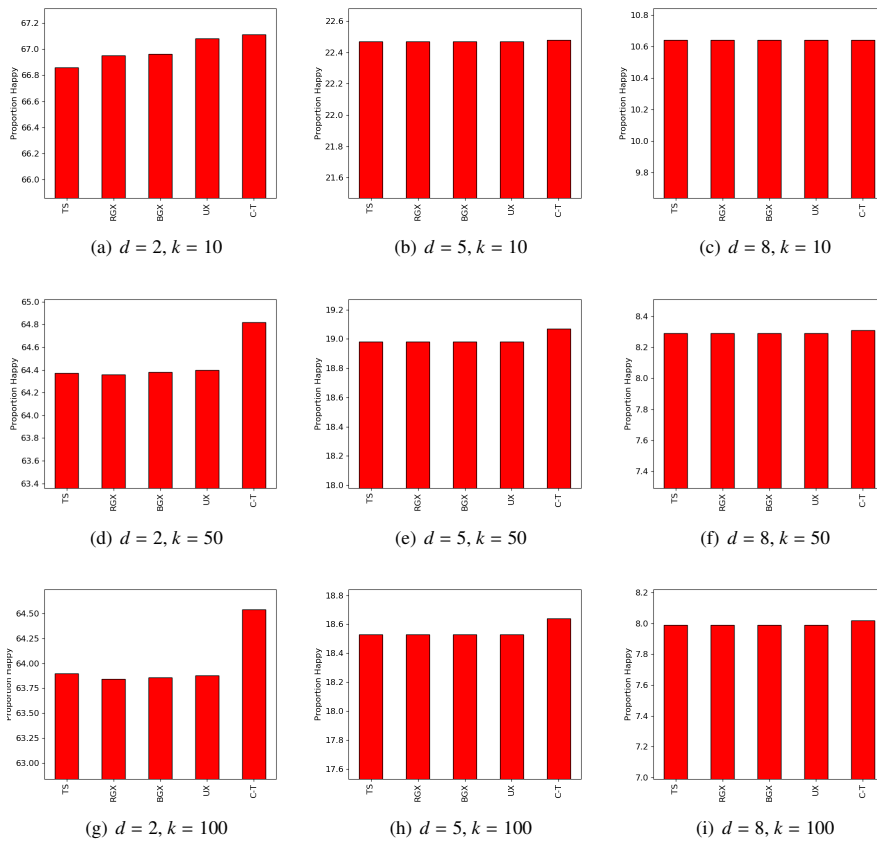 67.2
67.0
66.8
66.6
66.4
66.2
66.0
Proportion Happy
TS
RGX
BGX
UX
C-T
(a) d = 2, k = 10
22.6
22.4
22.2
22.0
21.8
21.6
Proportion Happy
TS
RGX
BGX
UX
C-T
(b) d = 5, k = 10
10.8
10.6
10.4
10.2
10.0
9.8
Proportion Happy
TS
RGX
BGX
UX
C-T
(c) d = 8, k = 10
65.0
64.8
64.6
64.4
64.2
64.0
63.8
63.6
63.4
Proportion Happy
TS
RGX
BGX
UX
C-T
(d) d = 2, k = 50
19.2
19.0
18.8
18.6
18.4
18.2
18.0
Proportion Happy
TS
RGX
BGX
UX
C-T
(e) d = 5, k = 50
8.4
8.2
8.0
7.8
7.6
7.4
Proportion Happy
TS
RGX
BGX
UX
C-T
(f) d = 8, k = 50
64.50
64.25
64.00
63.75
63.50
63.25
63.00
Proportion Happy
TS
RGX
BGX
UX
C-T
(g) d = 2, k = 100
18.8
18.6
18.4
18.2
18.0
17.8
17.6
Proportion Happy
TS
RGX
BGX
UX
C-T
(h) d = 5, k = 100
8.2
8.0
7.8
7.6
7.4
7.2
7.0
Proportion Happy
TS
RGX
BGX
UX
C-T
(i) d = 8, k = 100